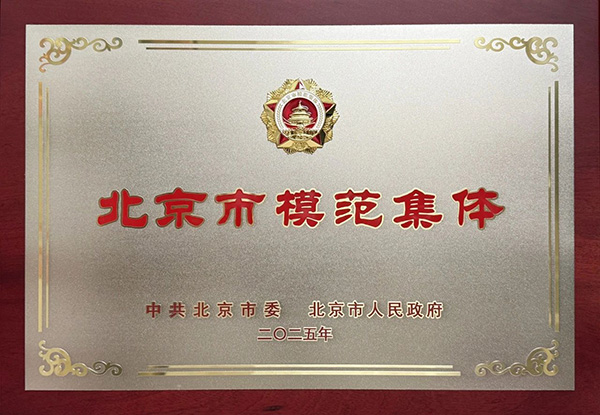 北京市模范集体
中共北京市委 北京市人民政府
二〇二五年